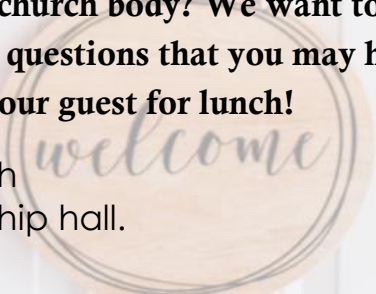 church body? We want to
questions that you may h
our guest for lunch!
welcome
h
hip hall.